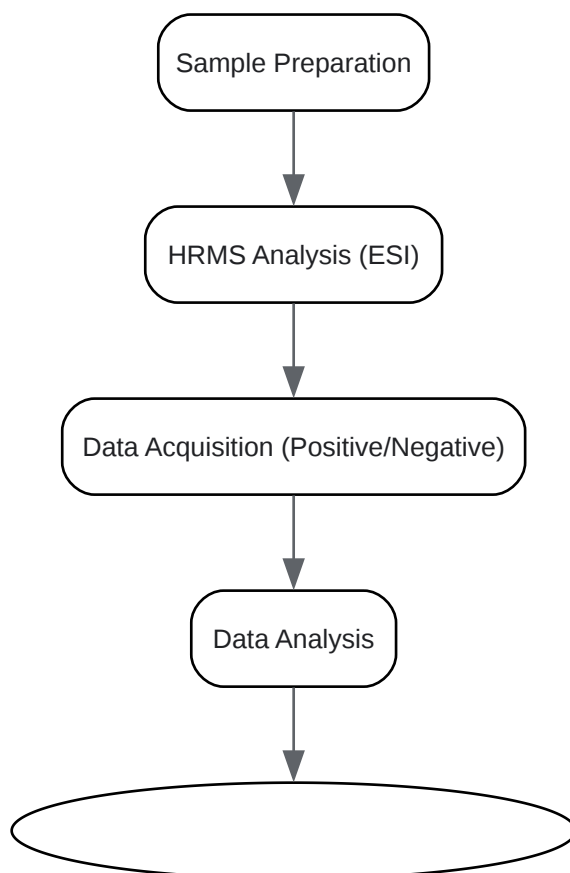 Sample Preparation
HRMS Analysis (ESI)
Data Acquisition (Positive/Negative)
Data Analysis